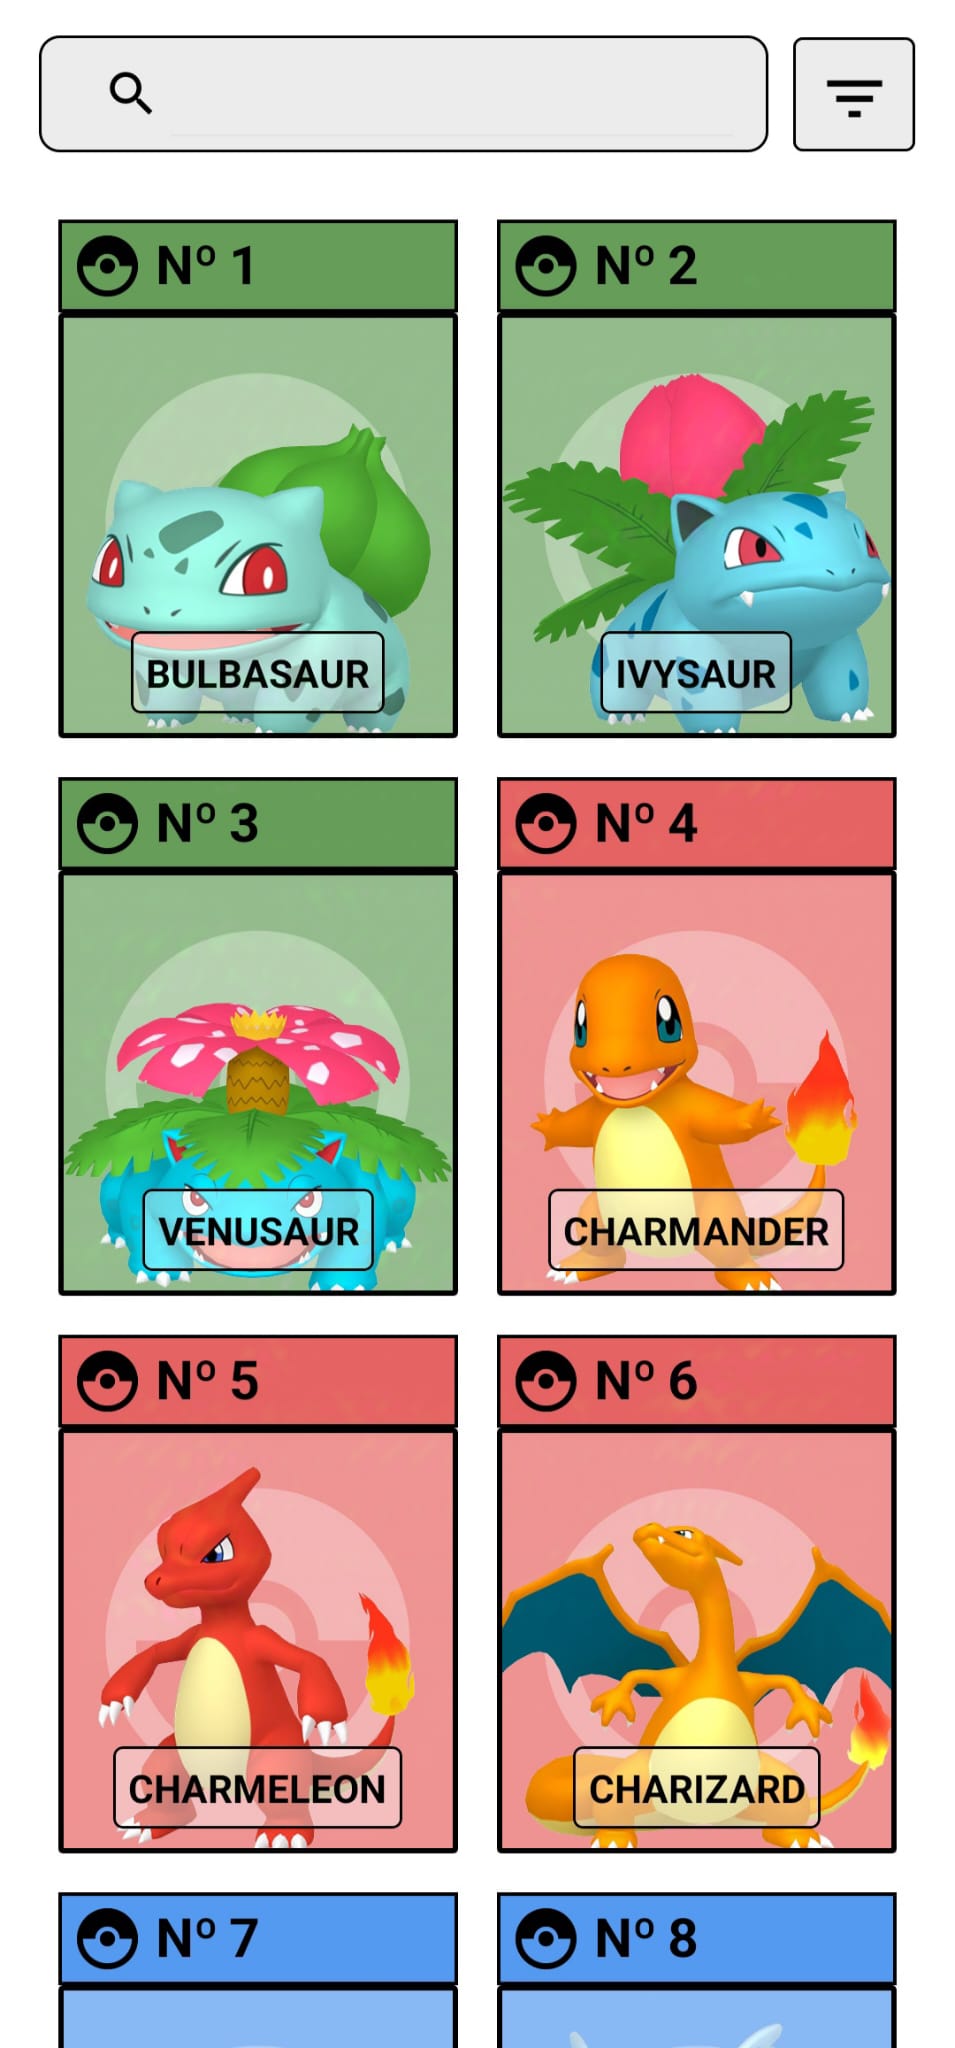 Nº 1
Nº 2
BULBASAUR
IVYSAUR
Nº 3
Nº 4
VENUSAUR
CHARMANDER
Nº 5
Nº 6
CHARMELEON
CHARIZARD
Nº 7
Nº 8